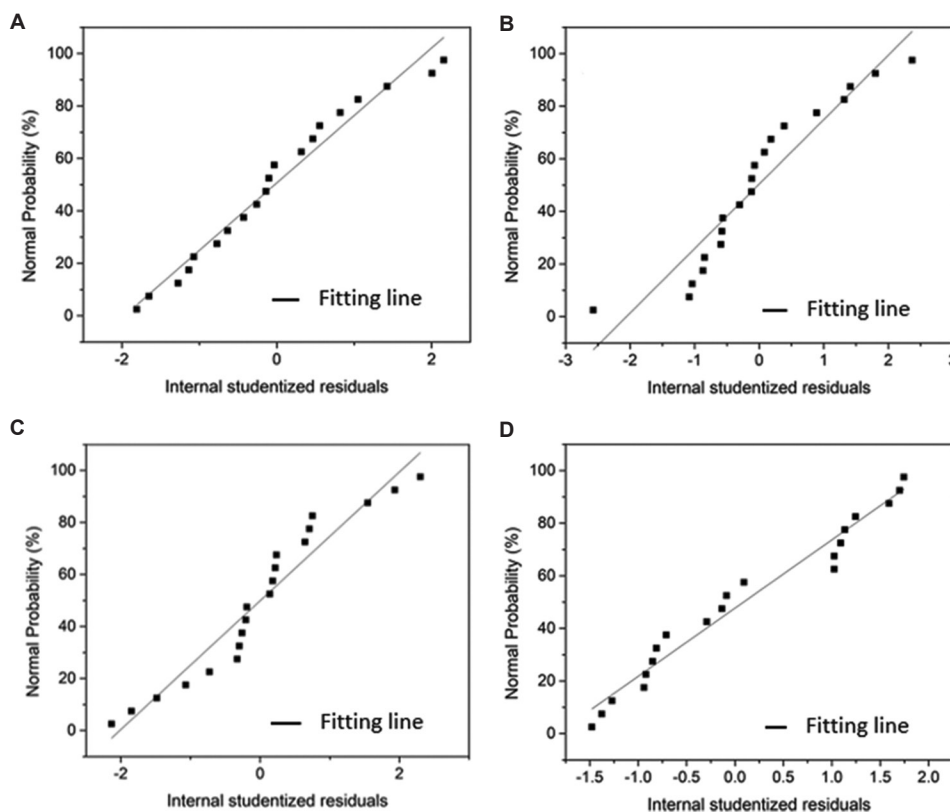 A
Normal Probability (%)
100
80
60
40
20
0
-2
0
2
Internal studentized residuals
Fitting line
B
Normal Probability (%)
100
80
60
40
20
0
-3
-2
-1
0
1
2
3
Internal studentized residuals
Fitting line
C
Normal Probability (%)
100
80
60
40
20
0
-2
0
2
Internal studentized residuals
Fitting line
D
Normal Probability (%)
100
80
60
40
20
0
-1.5
-1.0
-0.5
0.0
0.5
1.0
1.5
2.0
Internal studentized residuals
Fitting line